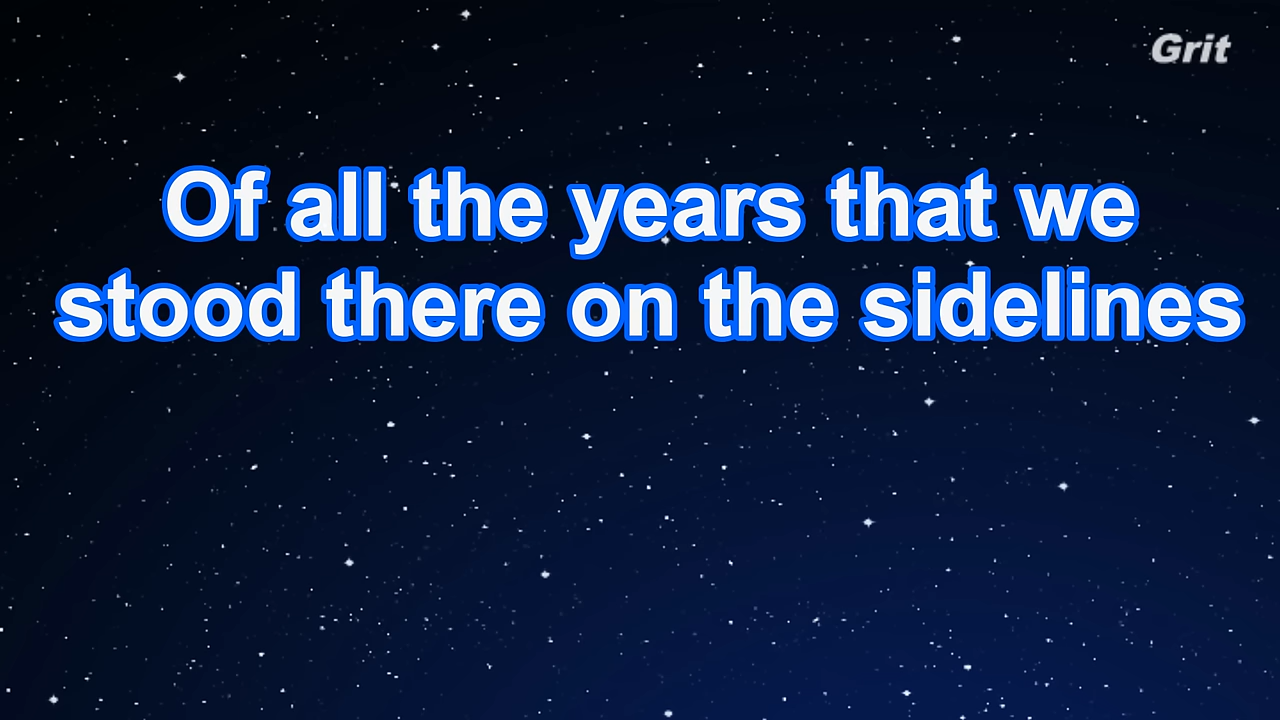 Grit
Of all the years that we
stood there on the sidelines